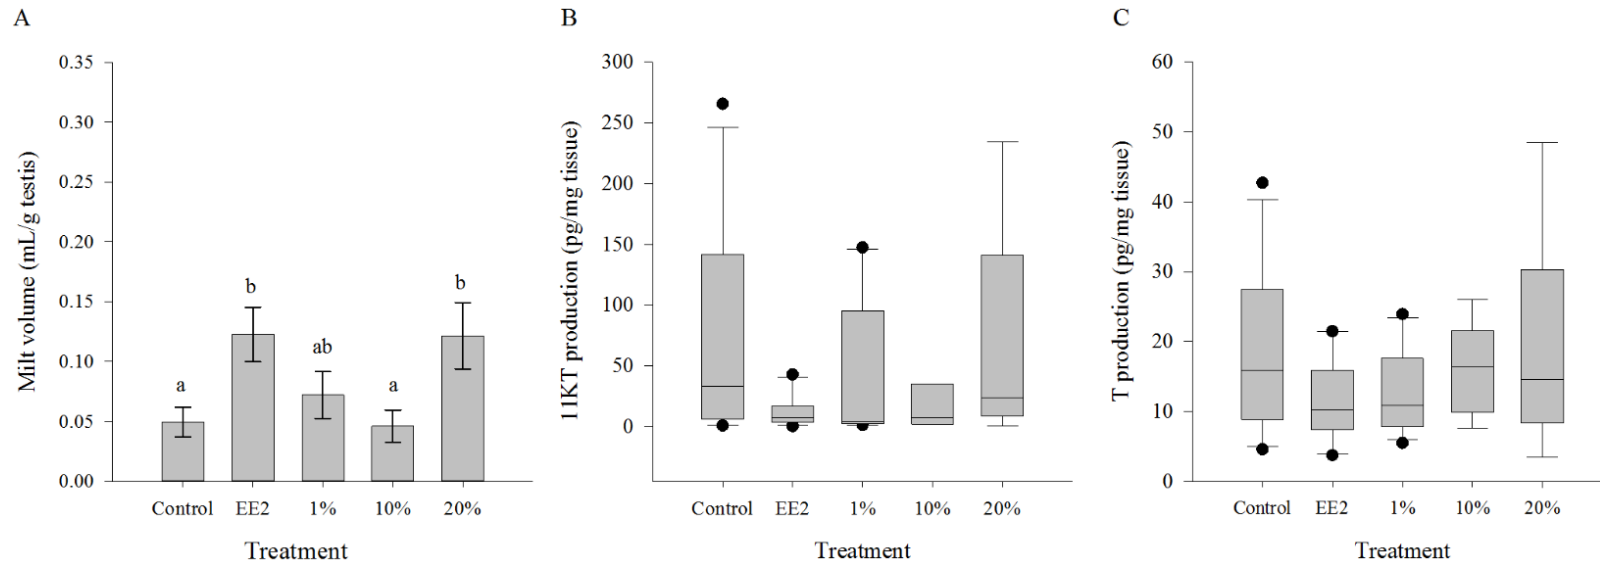 A
Milt volume (mL/g testis)
0.35
0.30
0.25
0.20
0.15
0.10
0.05
0.00
a
b
ab
a
b
Control EE2 1% 10% 20%
Treatment
B
11KT production (pg/mg tissue)
300
250
200
150
100
50
0
Control EE2 1% 10% 20%
Treatment
C
T production (pg/mg tissue)
60
50
40
30
20
10
0
Control EE2 1% 10% 20%
Treatment